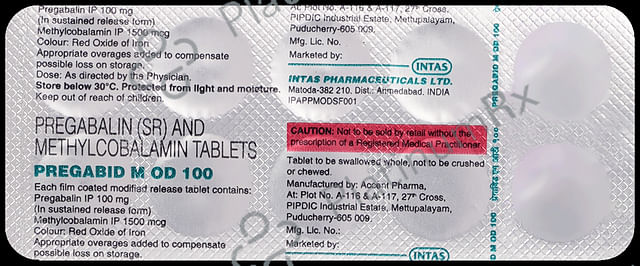 Pregabalin IP 100 mg
(In sustained release form)
Methylcobalamin IP 1500 mcg
Colour: Red Oxide of Iron
Appropriate overages added to compensate
possible loss on storage.
Dose: As directed by the Physician.
Store below 30°C. Protected from light and moisture.
Keep out of reach of children.
PREGABALIN (SR) AND
METHYLCOBALAMIN TABLETS
PREGABID M OD 100
Each film coated modified release tablet contains:
Pregabalin IP 100 mg
(In sustained release form)
Methylcobalamin IP 1500 mcg
Colour: Red Oxide of Iron
Appropriate overages added to compensate
possible loss on storage.
At: Plot No. A-116 & A-117, 27th Cross,
PIPDIC Industrial Estate, Mettupalayam,
Puducherry-605 009.
Mfg. Lic. No.
Marketed by:
INTAS
INTAS PHARMACEUTICALS LTD.
Matoda-382 210, Dist.: Ahmedabad. INDIA
IPAPPMODSF001
CAUTION: Not to be sold by retail without the
prescription of a Registered Medical Practitioner
Tablet to be swallowed whole, not to be crushed
or chewed.
Manufactured by: Accent Pharma,
At: Plot No. A-116 & A-117, 27th Cross,
PIPDIC Industrial Estate, Mettupalayam,
Puducherry-605 009.
Mfg. Lic. No.:
Marketed by:
INTAS
PREGABID M OD 100
D M OD 100